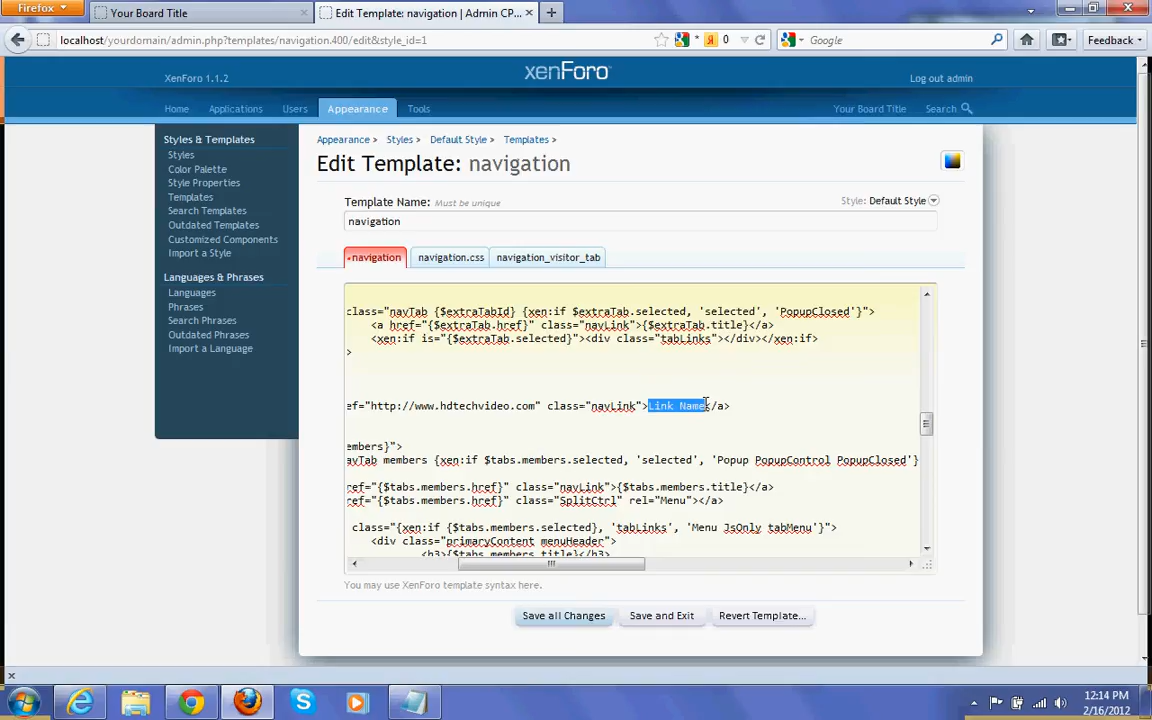 Firefox
Your Board Title
Edit Template: navigation | Admin CP...
localhost/yourdomain/admin.php?templates/navigation.400/edit&style_id=1
0
Google
Feedback
XenForo 1.1.2
xenForo
Log out admin
Home
Applications
Users
Appearance
Tools
Your Board Title
Search
Styles & Templates
Styles
Color Palette
Style Properties
Templates
Search Templates
Outdated Templates
Customized Components
Import a Style
Languages & Phrases
Languages
Phrases
Search Phrases
Outdated Phrases
Import a Language
Appearance > Styles > Default Style > Templates >
Edit Template: navigation
Template Name: Must be unique
Style: Default Style
navigation
navigation
navigation.css
navigation_visitor_tab
class="navTab {$extraTabId} {xen:if $extraTab.selected, 'selected', 'PopupClosed'}">
<a href="{$extraTab.href}" class="navLink">{$extraTab.title}</a>
<xen:if is="{$extraTab.selected}"><div class="tabLinks"></div></xen:if>
>
ef="http://www.hdtechvideo.com" class="navLink">Link Name</a>
embers}">
avTab members {xen:if $tabs.members.selected, 'selected', 'Popup PopupControl PopupClosed'}
href="{$tabs.members.href}" class="navLink">{$tabs.members.title}</a>
ref="{$tabs.members.href}" class="SplitCtrl" rel="Menu"></a>
class="{xen:if {$tabs.members.selected}, 'tabLinks', 'Menu JsOnly tabMenu'}">
<div class="primaryContent menuHeader">
<h3>{$tabs.members.title}</h3>
You may use XenForo template syntax here.
Save all Changes
Save and Exit
Revert Template...
x
12:14 PM
2/16/2012